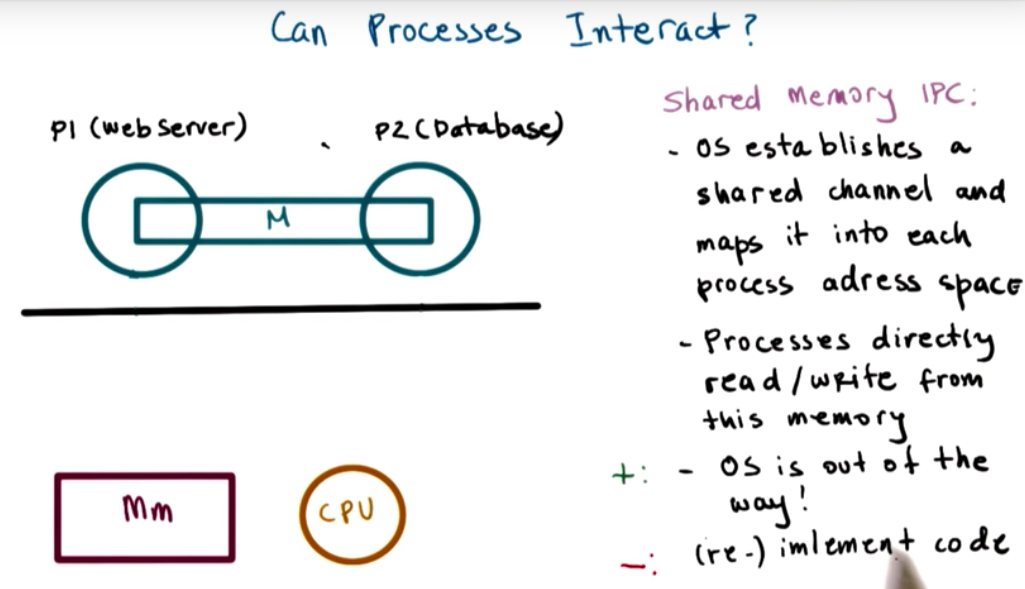 Can Processes Interact?
P1 (web Server)
P2 (Database)
M
Mm
CPU
Shared Memory IPC:
- OS establishes a
shared channel and
maps it into each
process adress space
- Processes directly
read/write from
this memory
+: - OS is out of the
way!
-: (re-) imlement code